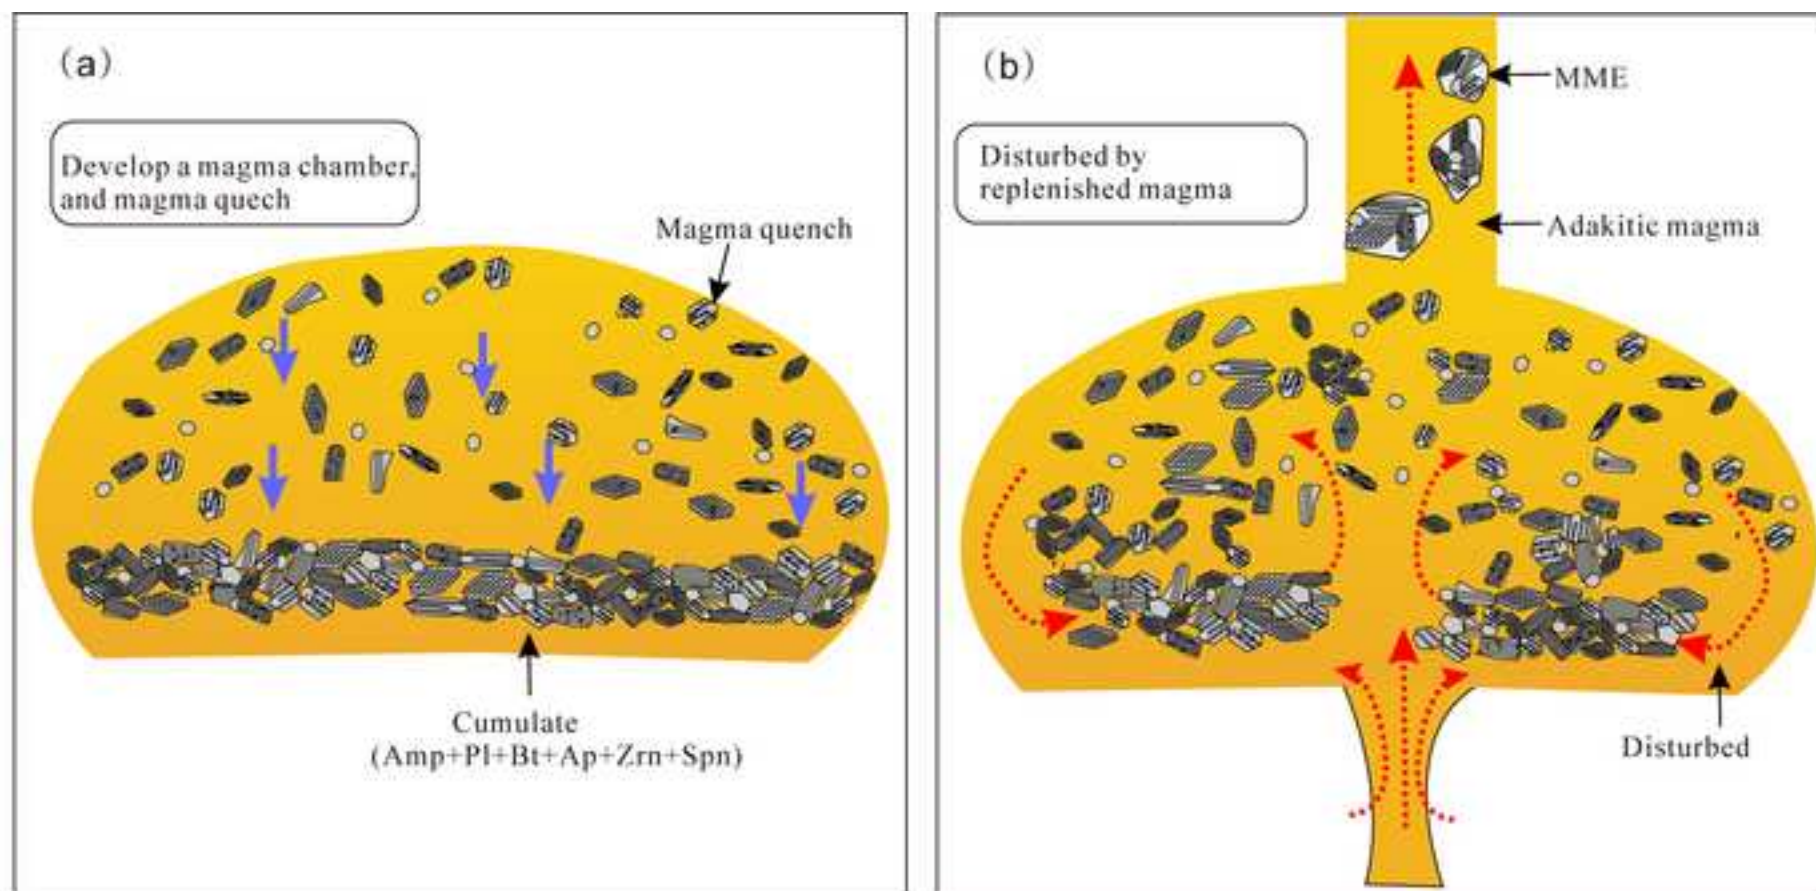 (a)
Develop a magma chamber,
and magma quech
Magma quench
Cumulate
(Amp+Pl+Bt+Ap+Zrn+Spn)
(b)
Disturbed by
replenished magma
MME
Adakitic magma
Disturbed